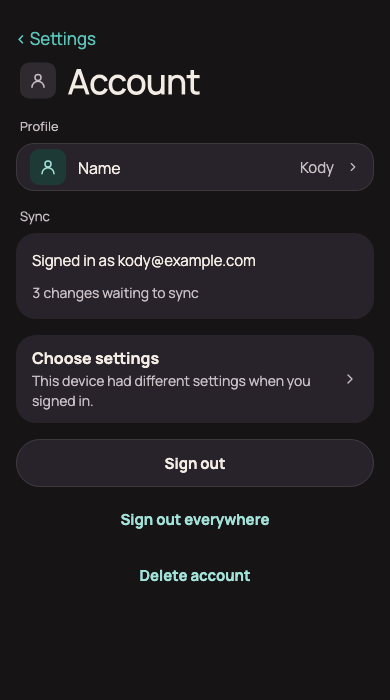 Settings
Account
Profile
Name Kody
Sync
Signed in as kody@example.com
3 changes waiting to sync
Choose settings
This device had different settings when you
signed in.
Sign out
Sign out everywhere
Delete account